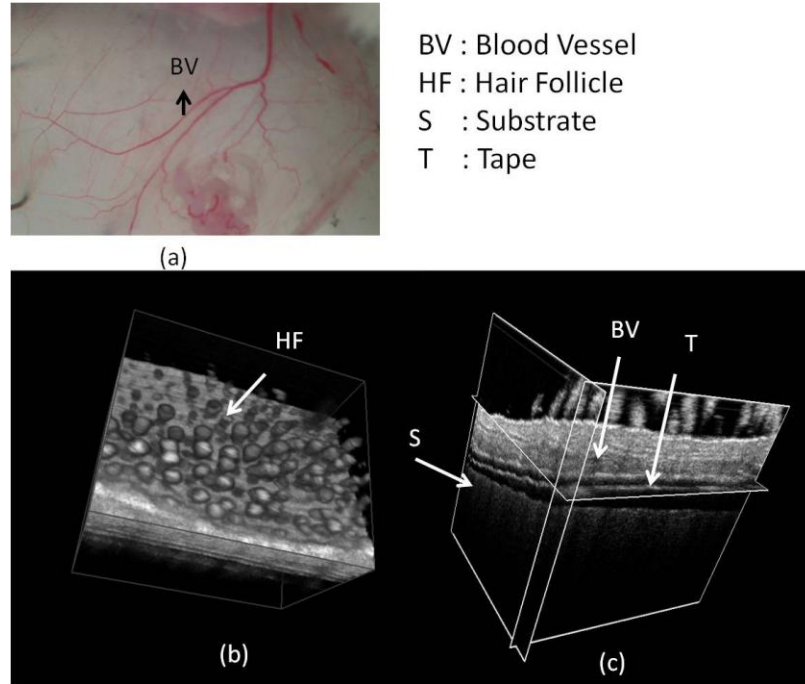 BV
BV : Blood Vessel
HF : Hair Follicle
S : Substrate
T : Tape
(a)
HF
BV
T
S
(b)
(c)